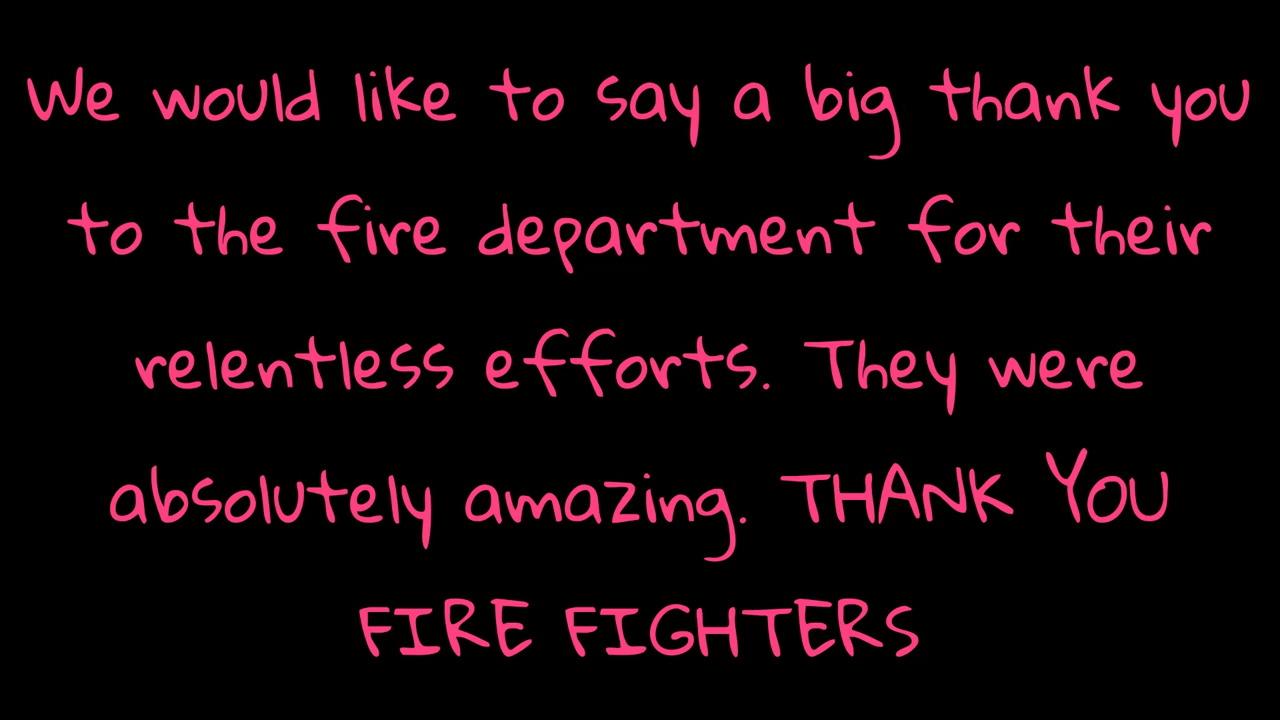 We would like to say a big thank you
to the fire department for their
relentless efforts. They were
absolutely amazing. THANK YOU
FIRE FIGHTERS